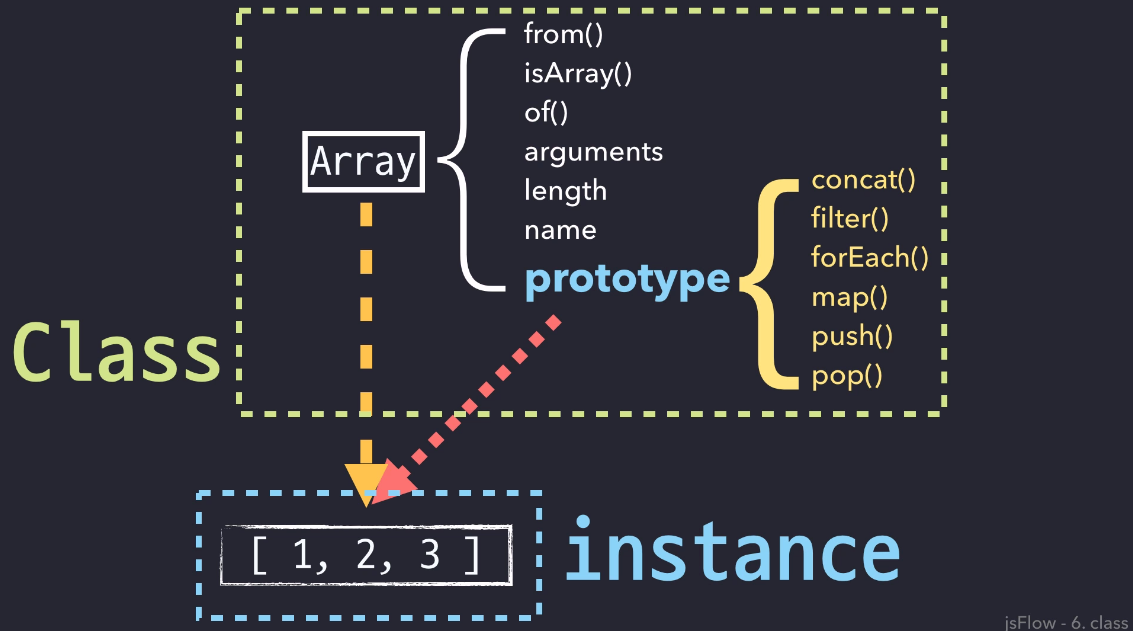 from()
isArray()
of()
Array
arguments
length
name
prototype
concat()
filter()
forEach()
map()
push()
pop()
Class
[ 1, 2, 3 ]
instance
jsFlow - 6. class